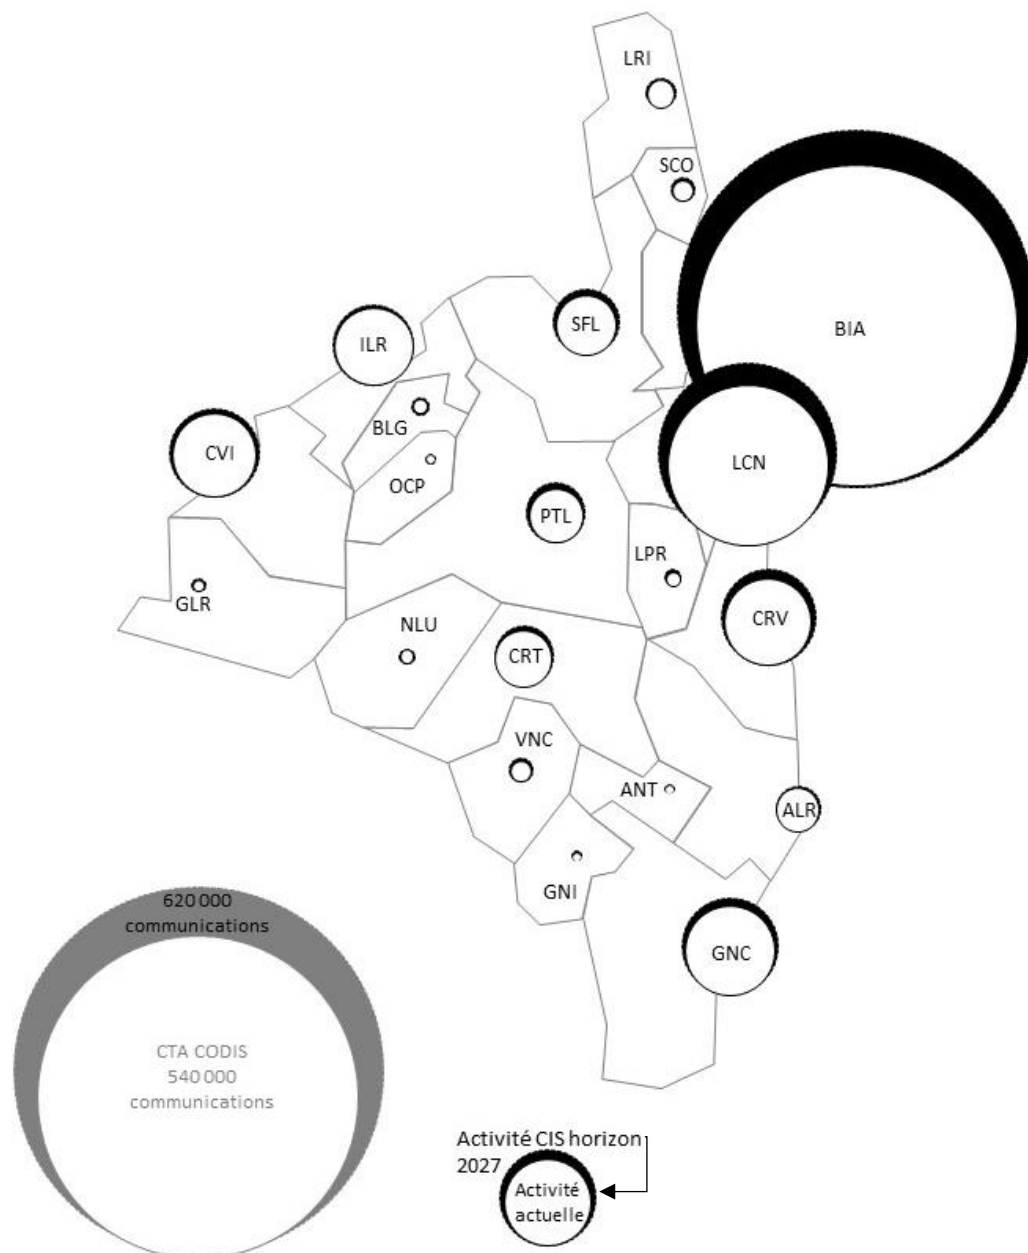 LRI
SCO
BIA
SFL
ILR
BLG
LCN
CVI
OCP
PTL
LPR
GLR
CRV
NLU
CRT
VNC
ANT
ALR
GNI
GNC
620 000
communications
CTA CODIS
540 000
communications
Activité CIS horizon
2027
Activité
actuelle